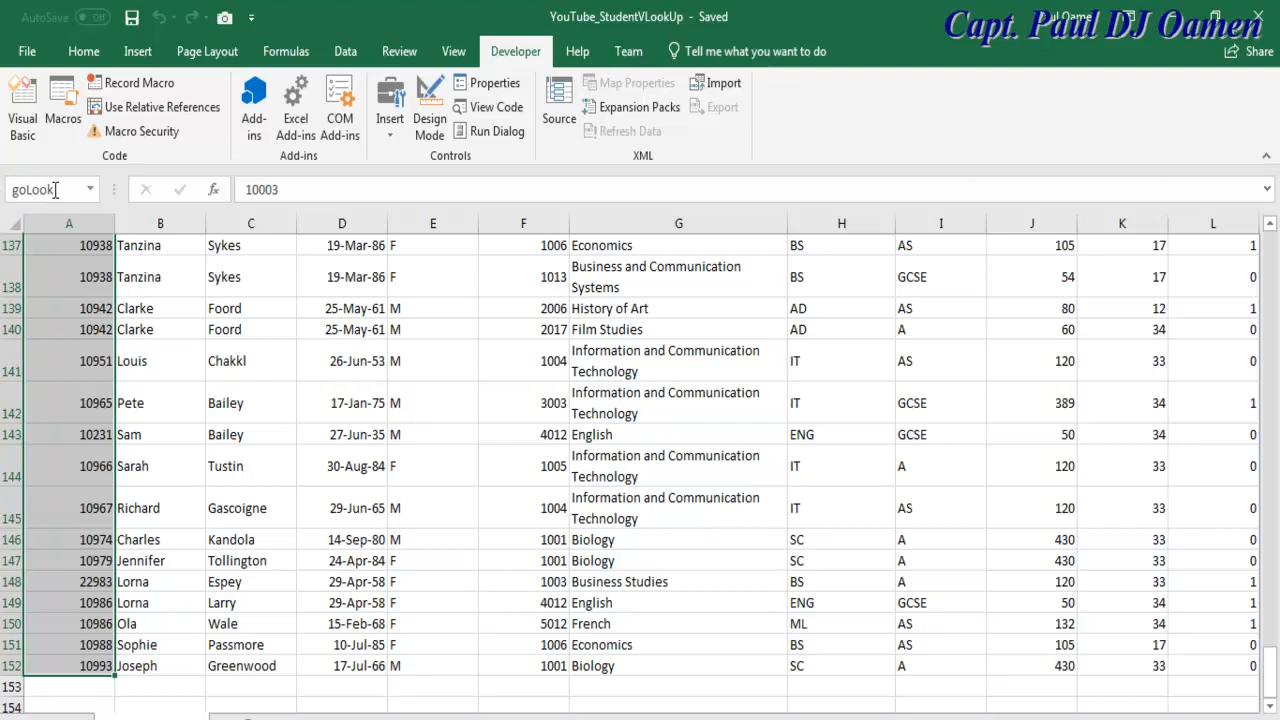 AutoSave Off
YouTube_StudentVLookUp - Saved
Capt. Paul DJ Oamen
File Home Insert Page Layout Formulas Data Review View Developer Help Team Tell me what you want to do Share
Visual Basic
Macros
Record Macro
Use Relative References
Macro Security
Code
Add-ins
Excel Add-ins
COM Add-ins
Add-ins
Insert
Design Mode
Properties
View Code
Run Dialog
Controls
Source
Map Properties
Expansion Packs
Refresh Data
Import
Export
XML
goLook fx 10003
A B C D E F G H I J K L
137 10938 Tanzina Sykes 19-Mar-86 F 1006 Economics BS AS 105 17 1
138 10938 Tanzina Sykes 19-Mar-86 F 1013 Business and Communication Systems BS GCSE 54 17 0
139 10942 Clarke Foord 25-May-61 M 2006 History of Art AD AS 80 12 1
140 10942 Clarke Foord 25-May-61 M 2017 Film Studies AD A 60 34 0
141 10951 Louis Chakkl 26-Jun-53 M 1004 Information and Communication Technology IT AS 120 33 0
142 10965 Pete Bailey 17-Jan-75 M 3003 Information and Communication Technology IT GCSE 389 34 1
143 10231 Sam Bailey 27-Jun-35 M 4012 English ENG GCSE 50 34 0
144 10966 Sarah Tustin 30-Aug-84 F 1005 Information and Communication Technology IT A 120 33 0
145 10967 Richard Gascoigne 29-Jun-65 M 1004 Information and Communication Technology IT AS 120 33 0
146 10974 Charles Kandola 14-Sep-80 M 1001 Biology SC A 430 33 0
147 10979 Jennifer Tollington 24-Apr-84 F 1001 Biology SC A 430 33 0
148 22983 Lorna Espey 29-Apr-58 F 1003 Business Studies BS A 120 33 1
149 10986 Lorna Larry 29-Apr-58 F 4012 English ENG GCSE 50 34 1
150 10986 Ola Wale 15-Feb-68 F 5012 French ML AS 132 34 1
151 10988 Sophie Passmore 10-Jul-85 F 1006 Economics BS AS 105 17 0
152 10993 Joseph Greenwood 17-Jul-66 M 1001 Biology SC A 430 33 0
153
154